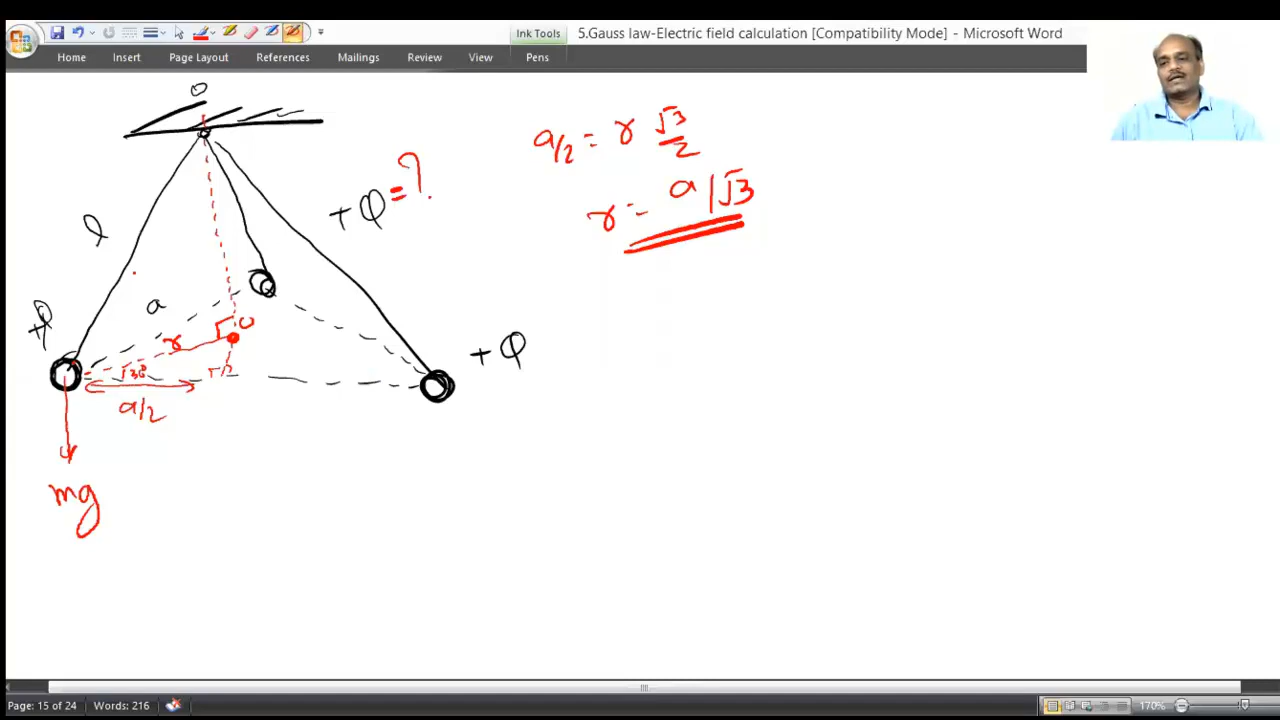 Ink Tools
5.Gauss law-Electric field calculation [Compatibility Mode] - Microsoft Word
Home Insert Page Layout References Mailings Review View Pens
O
a/2 = r √3/2
r = a/√3
+Q = ?
l
a
+Q
r
O
30°
a/2
+Q
mg
Page: 15 of 24 Words: 216
170%